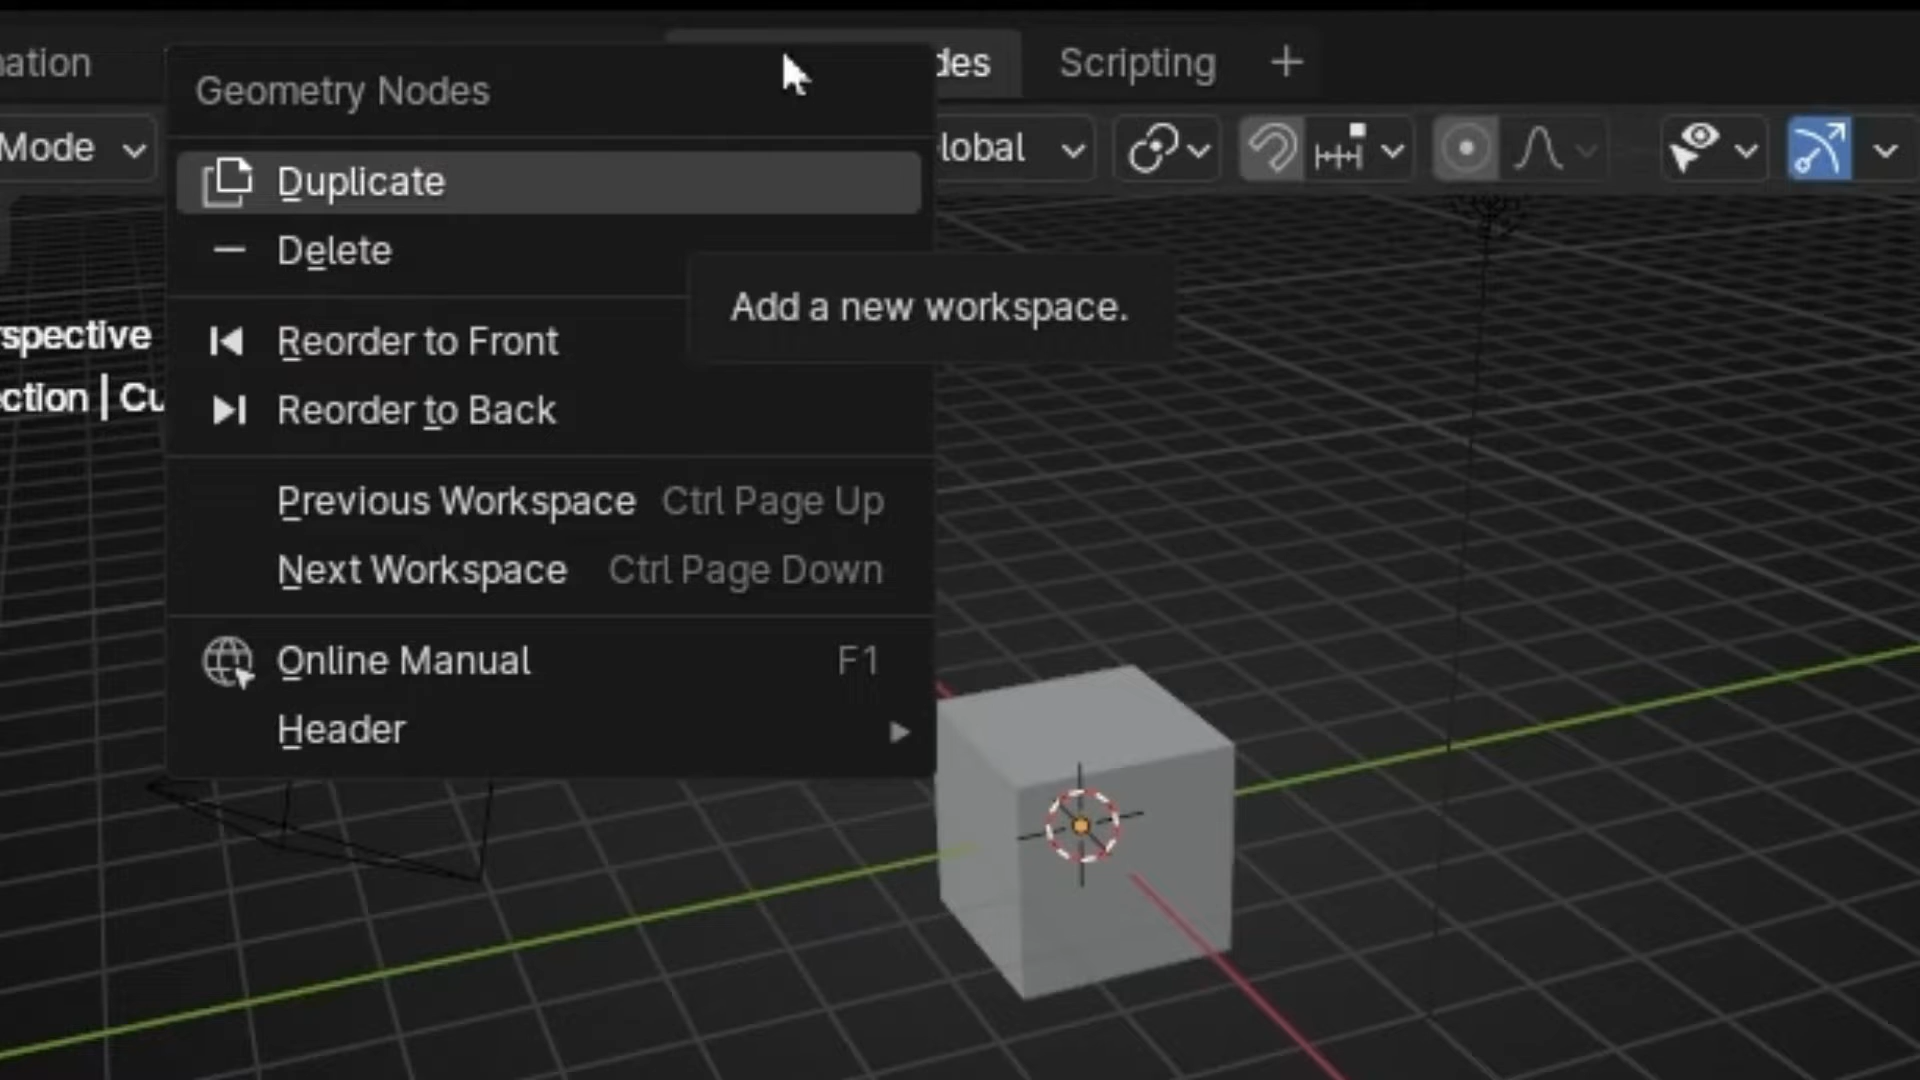 ation
des
Scripting
Geometry Nodes
Mode
lobal
Duplicate
Delete
Add a new workspace.
Reorder to Front
Reorder to Back
spective
ction | Cu
Previous Workspace Ctrl Page Up
Next Workspace Ctrl Page Down
Online Manual F1
Header